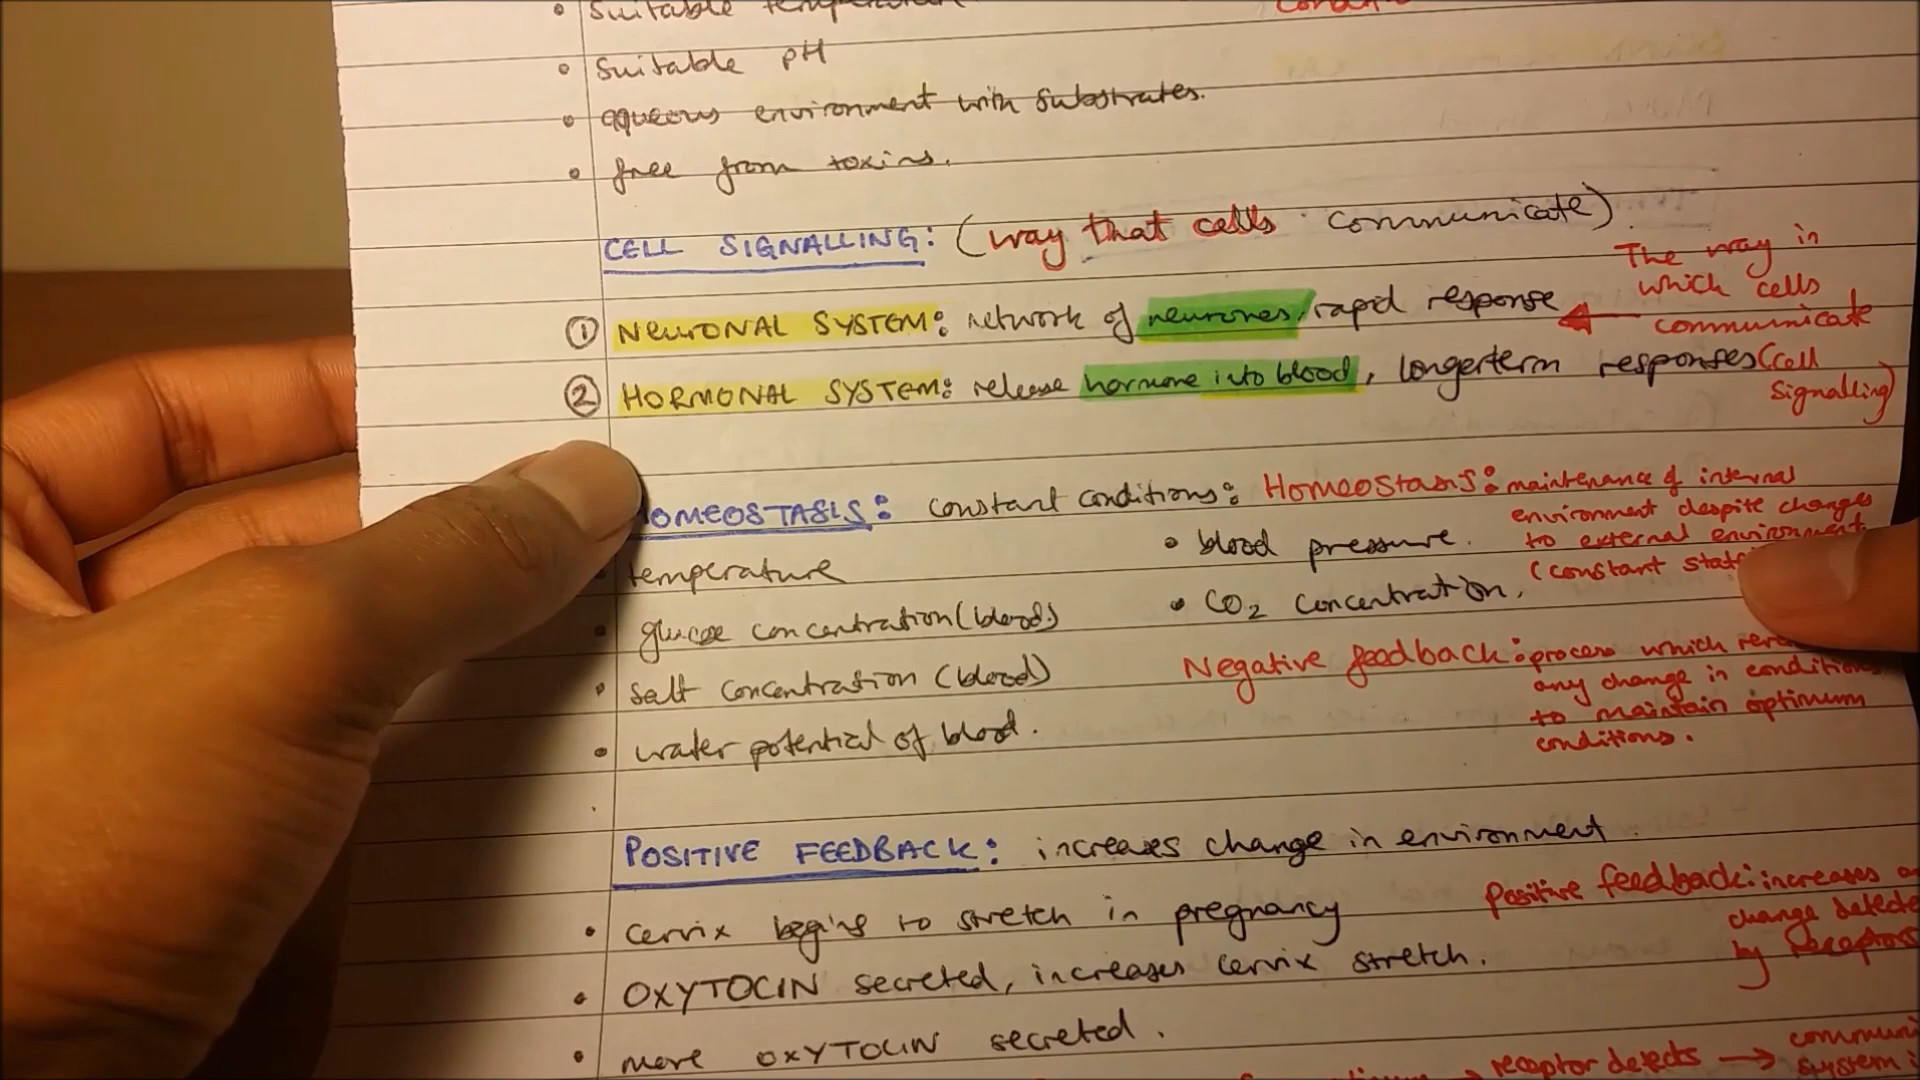 suitable
• suitable pH
• aqueous environment with substrates.
• free from toxins.
CELL SIGNALLING: (way that cells communicate).
① NEURONAL SYSTEM: network of neurones, rapid response
② HORMONAL SYSTEM: release hormone into blood, longerterm responses
The way in
which cells
communicate
(cell
signalling)
OMEOSTASIS: constant conditions:
• temperature
• glucose concentration (blood)
• salt concentration (blood)
• water potential of blood.
• blood pressure.
• CO2 concentration.
Homeostasis: maintenance of internal
environment despite changes
to external environment
(constant
Negative feedback: process which
any change in
to maintain optimum
conditions.
POSITIVE FEEDBACK: increases change in environment.
• cervix begins to stretch in pregnancy
• OXYTOCIN secreted, increases cervix stretch.
• more OXYTOCIN secreted.
positive feedback: increases
change
by receptors
receptor detects →
system